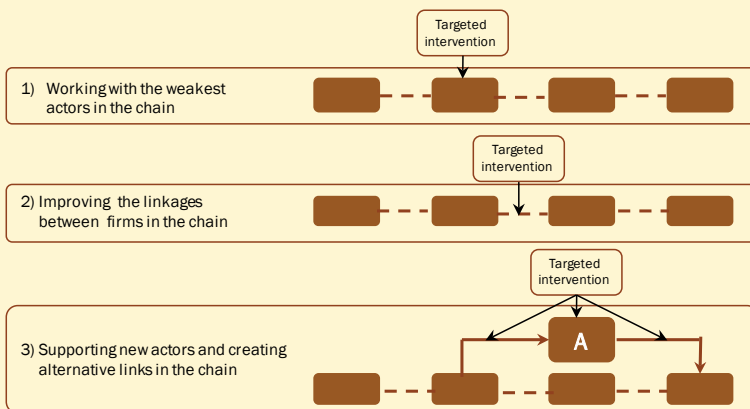 Targeted
intervention
1) Working with the weakest
actors in the chain
Targeted
intervention
2) Improving the linkages
between firms in the chain
Targeted
intervention
A
3) Supporting new actors and creating
alternative links in the chain